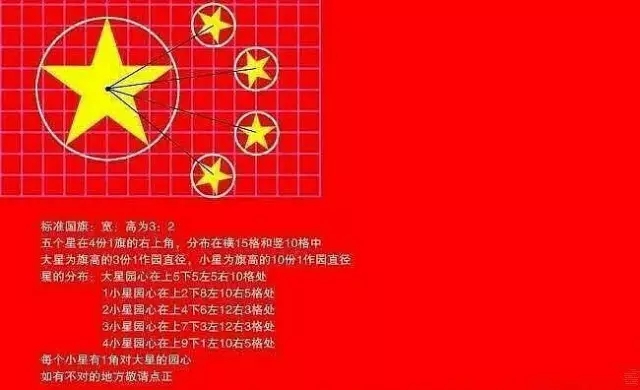 标准国旗：宽：高为3：2
五个星在4份1旗的右上角，分布在横15格和竖10格中
大星为旗高的3份1作园直径，小星为旗高的10份1作园直径
星的分布：大星园心在上5下5左5右10格处
1小星园心在上2下8左10右5格处
2小星园心在上4下6左12右3格处
3小星园心在上7下3左12右3格处
4小星园心在上9下1左10右5格处
每个小星有1角对大星的园心
如有不对的地方敬请点正